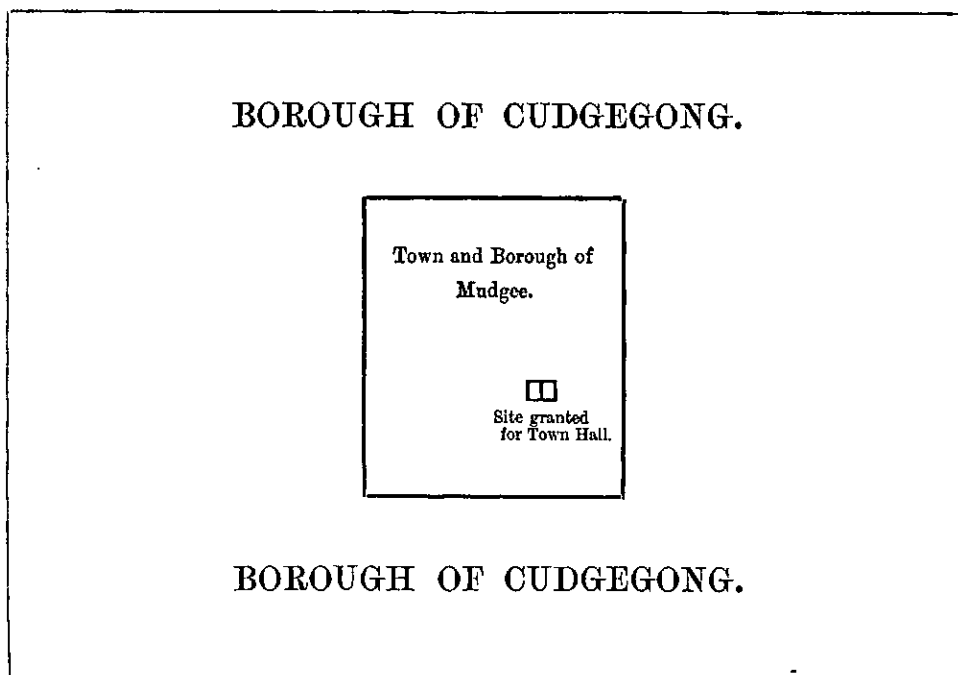 BOROUGH OF CUDGEGONG.
Town and Borough of
Mudgee.
Site granted
for Town Hall.
BOROUGH OF CUDGEGONG.